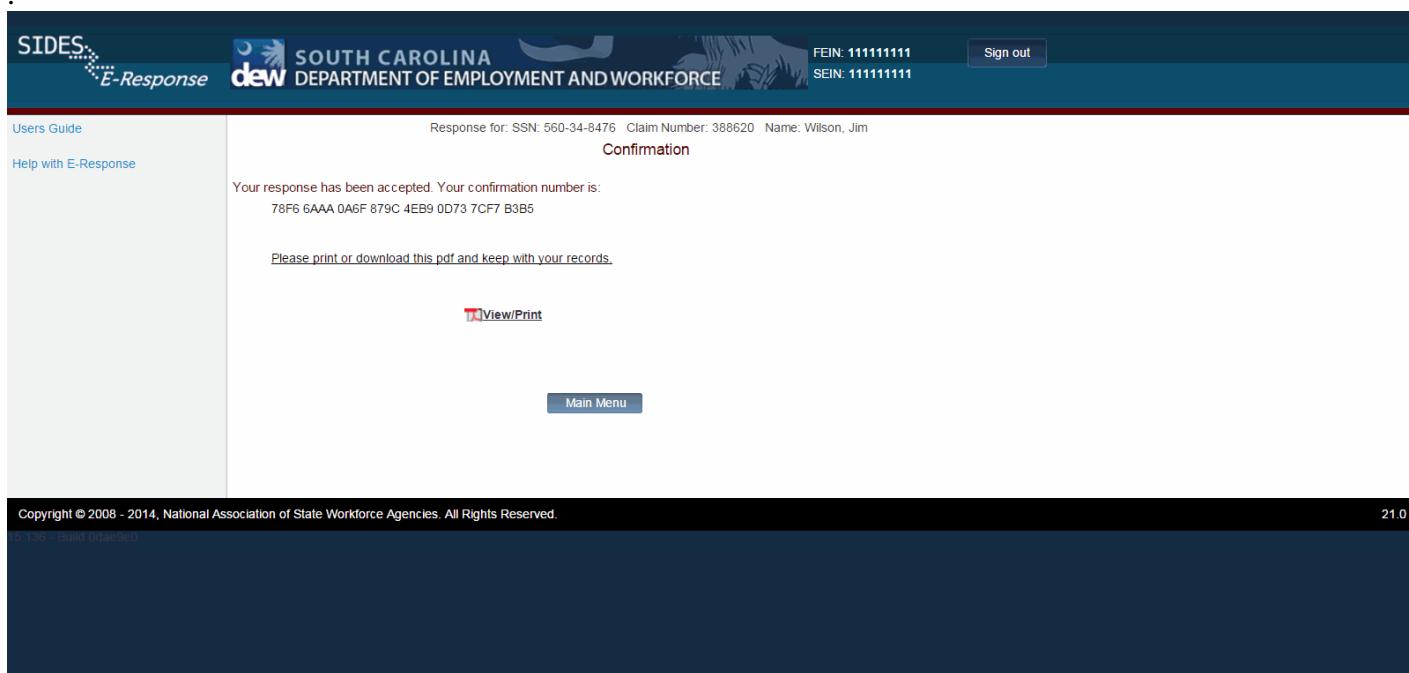 SIDES
E-Response
dew
SOUTH CAROLINA
DEPARTMENT OF EMPLOYMENT AND WORKFORCE
FEIN: 111111111
SEIN: 111111111
Sign out
Users Guide
Help with E-Response
Response for: SSN: 560-34-8476 Claim Number: 388620 Name: Wilson, Jim
Confirmation
Your response has been accepted. Your confirmation number is:
78F6 6AAA 0A6F 879C 4EB9 0D73 7CF7 B3B5
Please print or download this pdf and keep with your records.
View/Print
Main Menu
Copyright © 2008 - 2014, National Association of State Workforce Agencies. All Rights Reserved.
21.0
15.136 - Build 0dae9e0